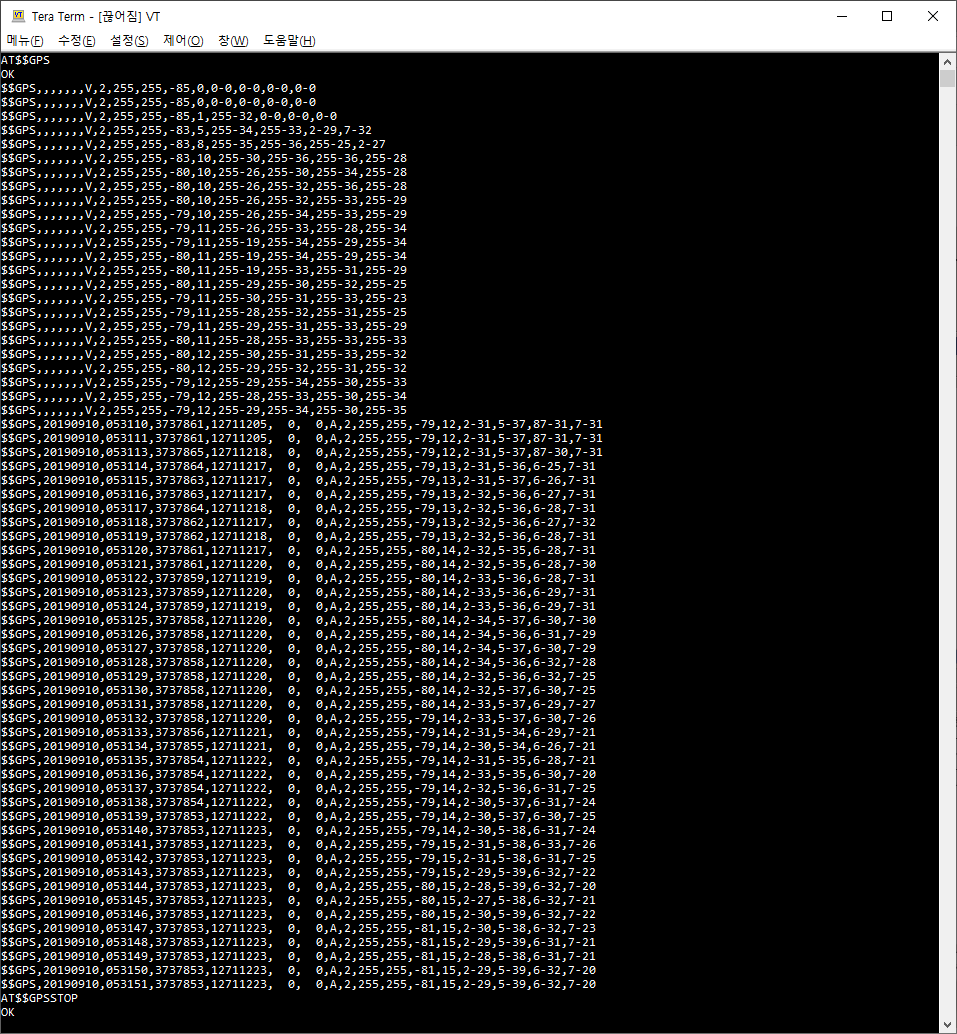 Tera Term - [끊어짐] VT
메뉴(F) 수정(E) 설정(S) 제어(O) 창(W) 도움말(H)
AT$$GPS
OK
$$GPS,,,,,,,V,2,255,255,-85,0,0-0,0-0,0-0,0-0
$$GPS,,,,,,,V,2,255,255,-85,0,0-0,0-0,0-0,0-0
$$GPS,,,,,,,V,2,255,255,-85,1,255-32,0-0,0-0,0-0
$$GPS,,,,,,,V,2,255,255,-83,5,255-34,255-33,2-29,7-32
$$GPS,,,,,,,V,2,255,255,-83,8,255-35,255-36,255-25,2-27
$$GPS,,,,,,,V,2,255,255,-83,10,255-30,255-36,255-36,255-28
$$GPS,,,,,,,V,2,255,255,-80,10,255-26,255-30,255-34,255-28
$$GPS,,,,,,,V,2,255,255,-80,10,255-26,255-32,255-36,255-28
$$GPS,,,,,,,V,2,255,255,-80,10,255-26,255-32,255-33,255-29
$$GPS,,,,,,,V,2,255,255,-79,10,255-26,255-34,255-33,255-29
$$GPS,,,,,,,V,2,255,255,-79,11,255-26,255-33,255-28,255-34
$$GPS,,,,,,,V,2,255,255,-79,11,255-19,255-34,255-29,255-34
$$GPS,,,,,,,V,2,255,255,-80,11,255-19,255-34,255-29,255-34
$$GPS,,,,,,,V,2,255,255,-80,11,255-19,255-33,255-31,255-29
$$GPS,,,,,,,V,2,255,255,-80,11,255-29,255-30,255-32,255-25
$$GPS,,,,,,,V,2,255,255,-79,11,255-30,255-31,255-33,255-23
$$GPS,,,,,,,V,2,255,255,-79,11,255-28,255-32,255-31,255-25
$$GPS,,,,,,,V,2,255,255,-79,11,255-29,255-31,255-33,255-29
$$GPS,,,,,,,V,2,255,255,-80,11,255-28,255-33,255-33,255-33
$$GPS,,,,,,,V,2,255,255,-80,12,255-30,255-31,255-33,255-32
$$GPS,,,,,,,V,2,255,255,-80,12,255-29,255-32,255-31,255-32
$$GPS,,,,,,,V,2,255,255,-79,12,255-29,255-34,255-30,255-33
$$GPS,,,,,,,V,2,255,255,-79,12,255-28,255-33,255-30,255-34
$$GPS,,,,,,,V,2,255,255,-79,12,255-29,255-34,255-30,255-35
$$GPS,20190910,053110,3737861,12711205,  0,  0,A,2,255,255,-79,12,2-31,5-37,87-31,7-31
$$GPS,20190910,053111,3737861,12711205,  0,  0,A,2,255,255,-79,12,2-31,5-37,87-31,7-31
$$GPS,20190910,053113,3737865,12711218,  0,  0,A,2,255,255,-79,12,2-31,5-37,87-30,7-31
$$GPS,20190910,053114,3737864,12711217,  0,  0,A,2,255,255,-79,13,2-31,5-36,6-25,7-31
$$GPS,20190910,053115,3737863,12711217,  0,  0,A,2,255,255,-79,13,2-31,5-37,6-26,7-31
$$GPS,20190910,053116,3737863,12711217,  0,  0,A,2,255,255,-79,13,2-32,5-36,6-27,7-31
$$GPS,20190910,053117,3737864,12711218,  0,  0,A,2,255,255,-79,13,2-32,5-36,6-28,7-31
$$GPS,20190910,053118,3737862,12711217,  0,  0,A,2,255,255,-79,13,2-32,5-36,6-27,7-32
$$GPS,20190910,053119,3737862,12711218,  0,  0,A,2,255,255,-79,13,2-32,5-36,6-28,7-31
$$GPS,20190910,053120,3737861,12711217,  0,  0,A,2,255,255,-80,14,2-32,5-35,6-28,7-31
$$GPS,20190910,053121,3737861,12711220,  0,  0,A,2,255,255,-80,14,2-32,5-35,6-28,7-30
$$GPS,20190910,053122,3737859,12711219,  0,  0,A,2,255,255,-80,14,2-33,5-36,6-28,7-31
$$GPS,20190910,053123,3737859,12711220,  0,  0,A,2,255,255,-80,14,2-33,5-36,6-29,7-31
$$GPS,20190910,053124,3737859,12711219,  0,  0,A,2,255,255,-80,14,2-33,5-36,6-29,7-31
$$GPS,20190910,053125,3737858,12711220,  0,  0,A,2,255,255,-80,14,2-34,5-37,6-30,7-30
$$GPS,20190910,053126,3737858,12711220,  0,  0,A,2,255,255,-80,14,2-34,5-36,6-31,7-29
$$GPS,20190910,053127,3737858,12711220,  0,  0,A,2,255,255,-80,14,2-34,5-37,6-30,7-29
$$GPS,20190910,053128,3737858,12711220,  0,  0,A,2,255,255,-80,14,2-34,5-36,6-32,7-28
$$GPS,20190910,053129,3737858,12711220,  0,  0,A,2,255,255,-80,14,2-32,5-36,6-32,7-25
$$GPS,20190910,053130,3737858,12711220,  0,  0,A,2,255,255,-80,14,2-32,5-37,6-30,7-25
$$GPS,20190910,053131,3737858,12711220,  0,  0,A,2,255,255,-80,14,2-33,5-37,6-29,7-27
$$GPS,20190910,053132,3737858,12711220,  0,  0,A,2,255,255,-79,14,2-33,5-37,6-30,7-26
$$GPS,20190910,053133,3737856,12711221,  0,  0,A,2,255,255,-79,14,2-31,5-34,6-29,7-21
$$GPS,20190910,053134,3737855,12711221,  0,  0,A,2,255,255,-79,14,2-30,5-34,6-26,7-21
$$GPS,20190910,053135,3737854,12711222,  0,  0,A,2,255,255,-79,14,2-31,5-35,6-28,7-21
$$GPS,20190910,053136,3737854,12711222,  0,  0,A,2,255,255,-79,14,2-33,5-35,6-30,7-20
$$GPS,20190910,053137,3737854,12711222,  0,  0,A,2,255,255,-79,14,2-32,5-36,6-31,7-25
$$GPS,20190910,053138,3737854,12711222,  0,  0,A,2,255,255,-79,14,2-30,5-37,6-31,7-24
$$GPS,20190910,053139,3737853,12711222,  0,  0,A,2,255,255,-79,14,2-30,5-37,6-30,7-25
$$GPS,20190910,053140,3737853,12711223,  0,  0,A,2,255,255,-79,14,2-30,5-38,6-31,7-24
$$GPS,20190910,053141,3737853,12711223,  0,  0,A,2,255,255,-79,15,2-31,5-38,6-33,7-26
$$GPS,20190910,053142,3737853,12711223,  0,  0,A,2,255,255,-79,15,2-31,5-38,6-31,7-25
$$GPS,20190910,053143,3737853,12711223,  0,  0,A,2,255,255,-79,15,2-29,5-39,6-32,7-22
$$GPS,20190910,053144,3737853,12711223,  0,  0,A,2,255,255,-80,15,2-28,5-39,6-32,7-20
$$GPS,20190910,053145,3737853,12711223,  0,  0,A,2,255,255,-80,15,2-27,5-38,6-32,7-21
$$GPS,20190910,053146,3737853,12711223,  0,  0,A,2,255,255,-80,15,2-30,5-39,6-32,7-22
$$GPS,20190910,053147,3737853,12711223,  0,  0,A,2,255,255,-81,15,2-30,5-38,6-32,7-23
$$GPS,20190910,053148,3737853,12711223,  0,  0,A,2,255,255,-81,15,2-29,5-39,6-31,7-21
$$GPS,20190910,053149,3737853,12711223,  0,  0,A,2,255,255,-81,15,2-28,5-38,6-31,7-21
$$GPS,20190910,053150,3737853,12711223,  0,  0,A,2,255,255,-81,15,2-29,5-39,6-32,7-20
$$GPS,20190910,053151,3737853,12711223,  0,  0,A,2,255,255,-81,15,2-29,5-39,6-32,7-20
AT$$GPSSTOP
OK